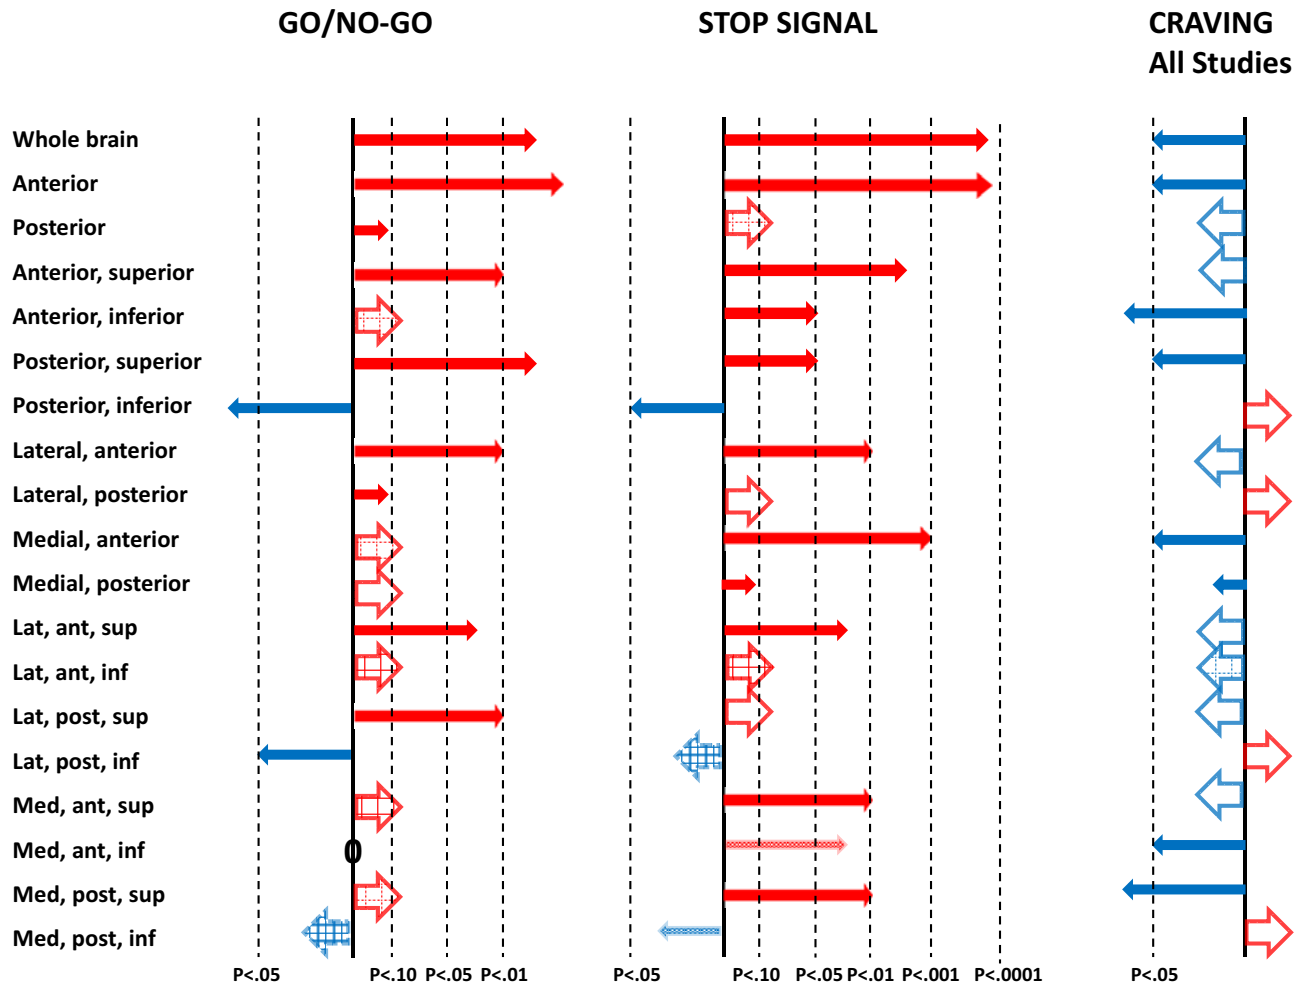 GO/NO-GO STOP SIGNAL CRAVING
All Studies
Whole brain
Anterior
Posterior
Anterior, superior
Anterior, inferior
Posterior, superior
Posterior, inferior
Lateral, anterior
Lateral, posterior
Medial, anterior
Medial, posterior
Lat, ant, sup
Lat, ant, inf
Lat, post, sup
Lat, post, inf
Med, ant, sup
Med, ant, inf 0
Med, post, sup
Med, post, inf
P<.05 P<.10 P<.05 P<.01 P<.05 P<.10 P<.05 P<.01 P<.001 P<.0001 P<.05